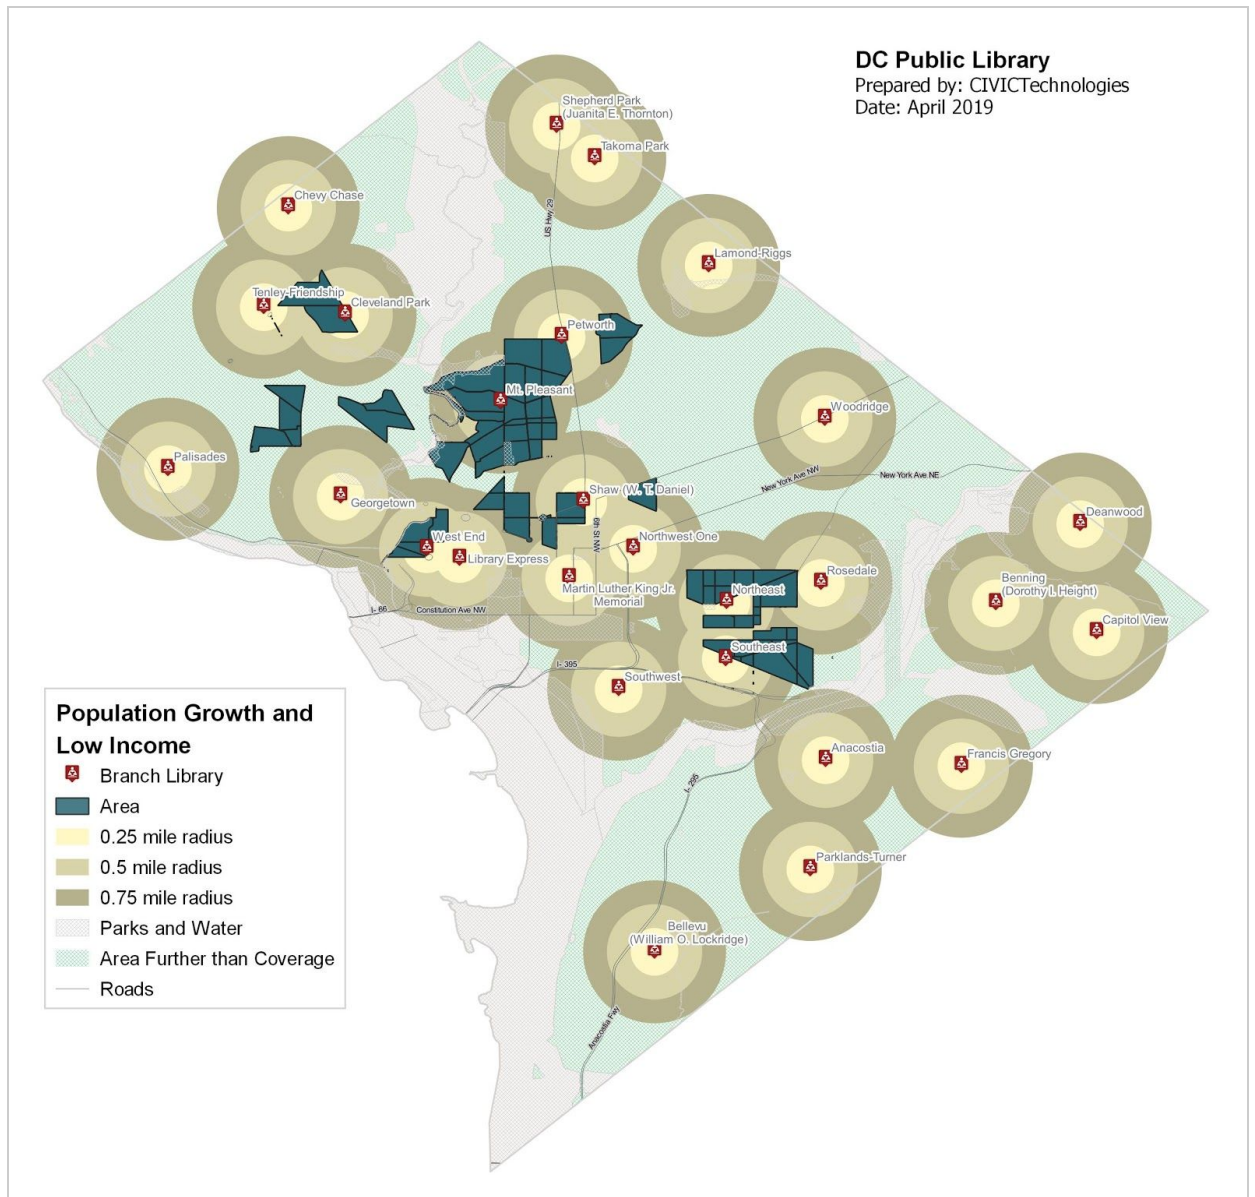 DC Public Library
Prepared by: CIVICTechnologies
Date: April 2019
Shepherd Park
(Juanita E. Thornton)
Takoma Park
Chevy Chase
US Hwy 29
Lamond-Riggs
Tenley-Friendship
Cleveland Park
Petworth
Mt. Pleasant
Woodridge
Palisades
Georgetown
Shaw (W. T. Daniel)
New York Ave NW
New York Ave NE
Deanwood
6th St NW
West End
Library Express
Northwest One
Martin Luther King Jr.
Memorial
Northeast
Rosedale
Benning
(Dorothy I. Height)
Capitol View
I- 66
Constitution Ave NW
I- 395
Southeast
Southwest
Anacostia
Francis Gregory
I- 295
Parklands-Turner
Bellevu
(William O. Lockridge)
Anacostia Fwy
Population Growth and
Low Income
Branch Library
Area
0.25 mile radius
0.5 mile radius
0.75 mile radius
Parks and Water
Area Further than Coverage
Roads